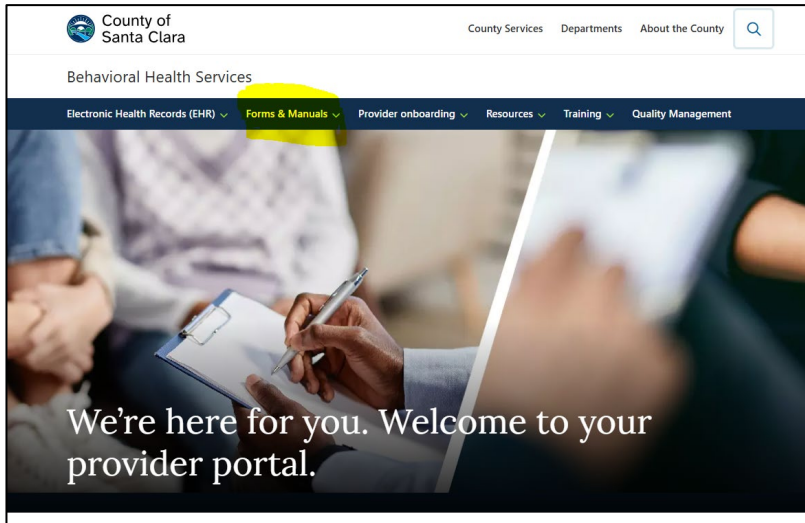 County of
Santa Clara
County Services Departments About the County
Behavioral Health Services
Electronic Health Records (EHR) Forms & Manuals Provider onboarding Resources Training Quality Management
We're here for you. Welcome to your
provider portal.